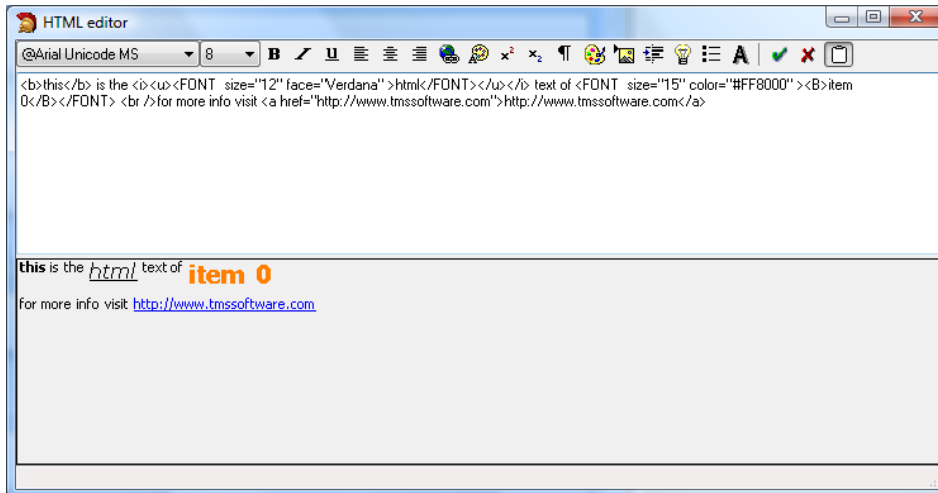 HTML editor
@Arial Unicode MS 8 B I U x² x₂ ¶ A
<b>this</b> is the <i><u><FONT  size="12" face="Verdana" >html</FONT></u></i> text of <FONT  size="15" color="#FF8000" ><B>item
0</B></FONT> <br />for more info visit <a href="http://www.tmssoftware.com">http://www.tmssoftware.com</a>
this is the html text of item 0
for more info visit http://www.tmssoftware.com